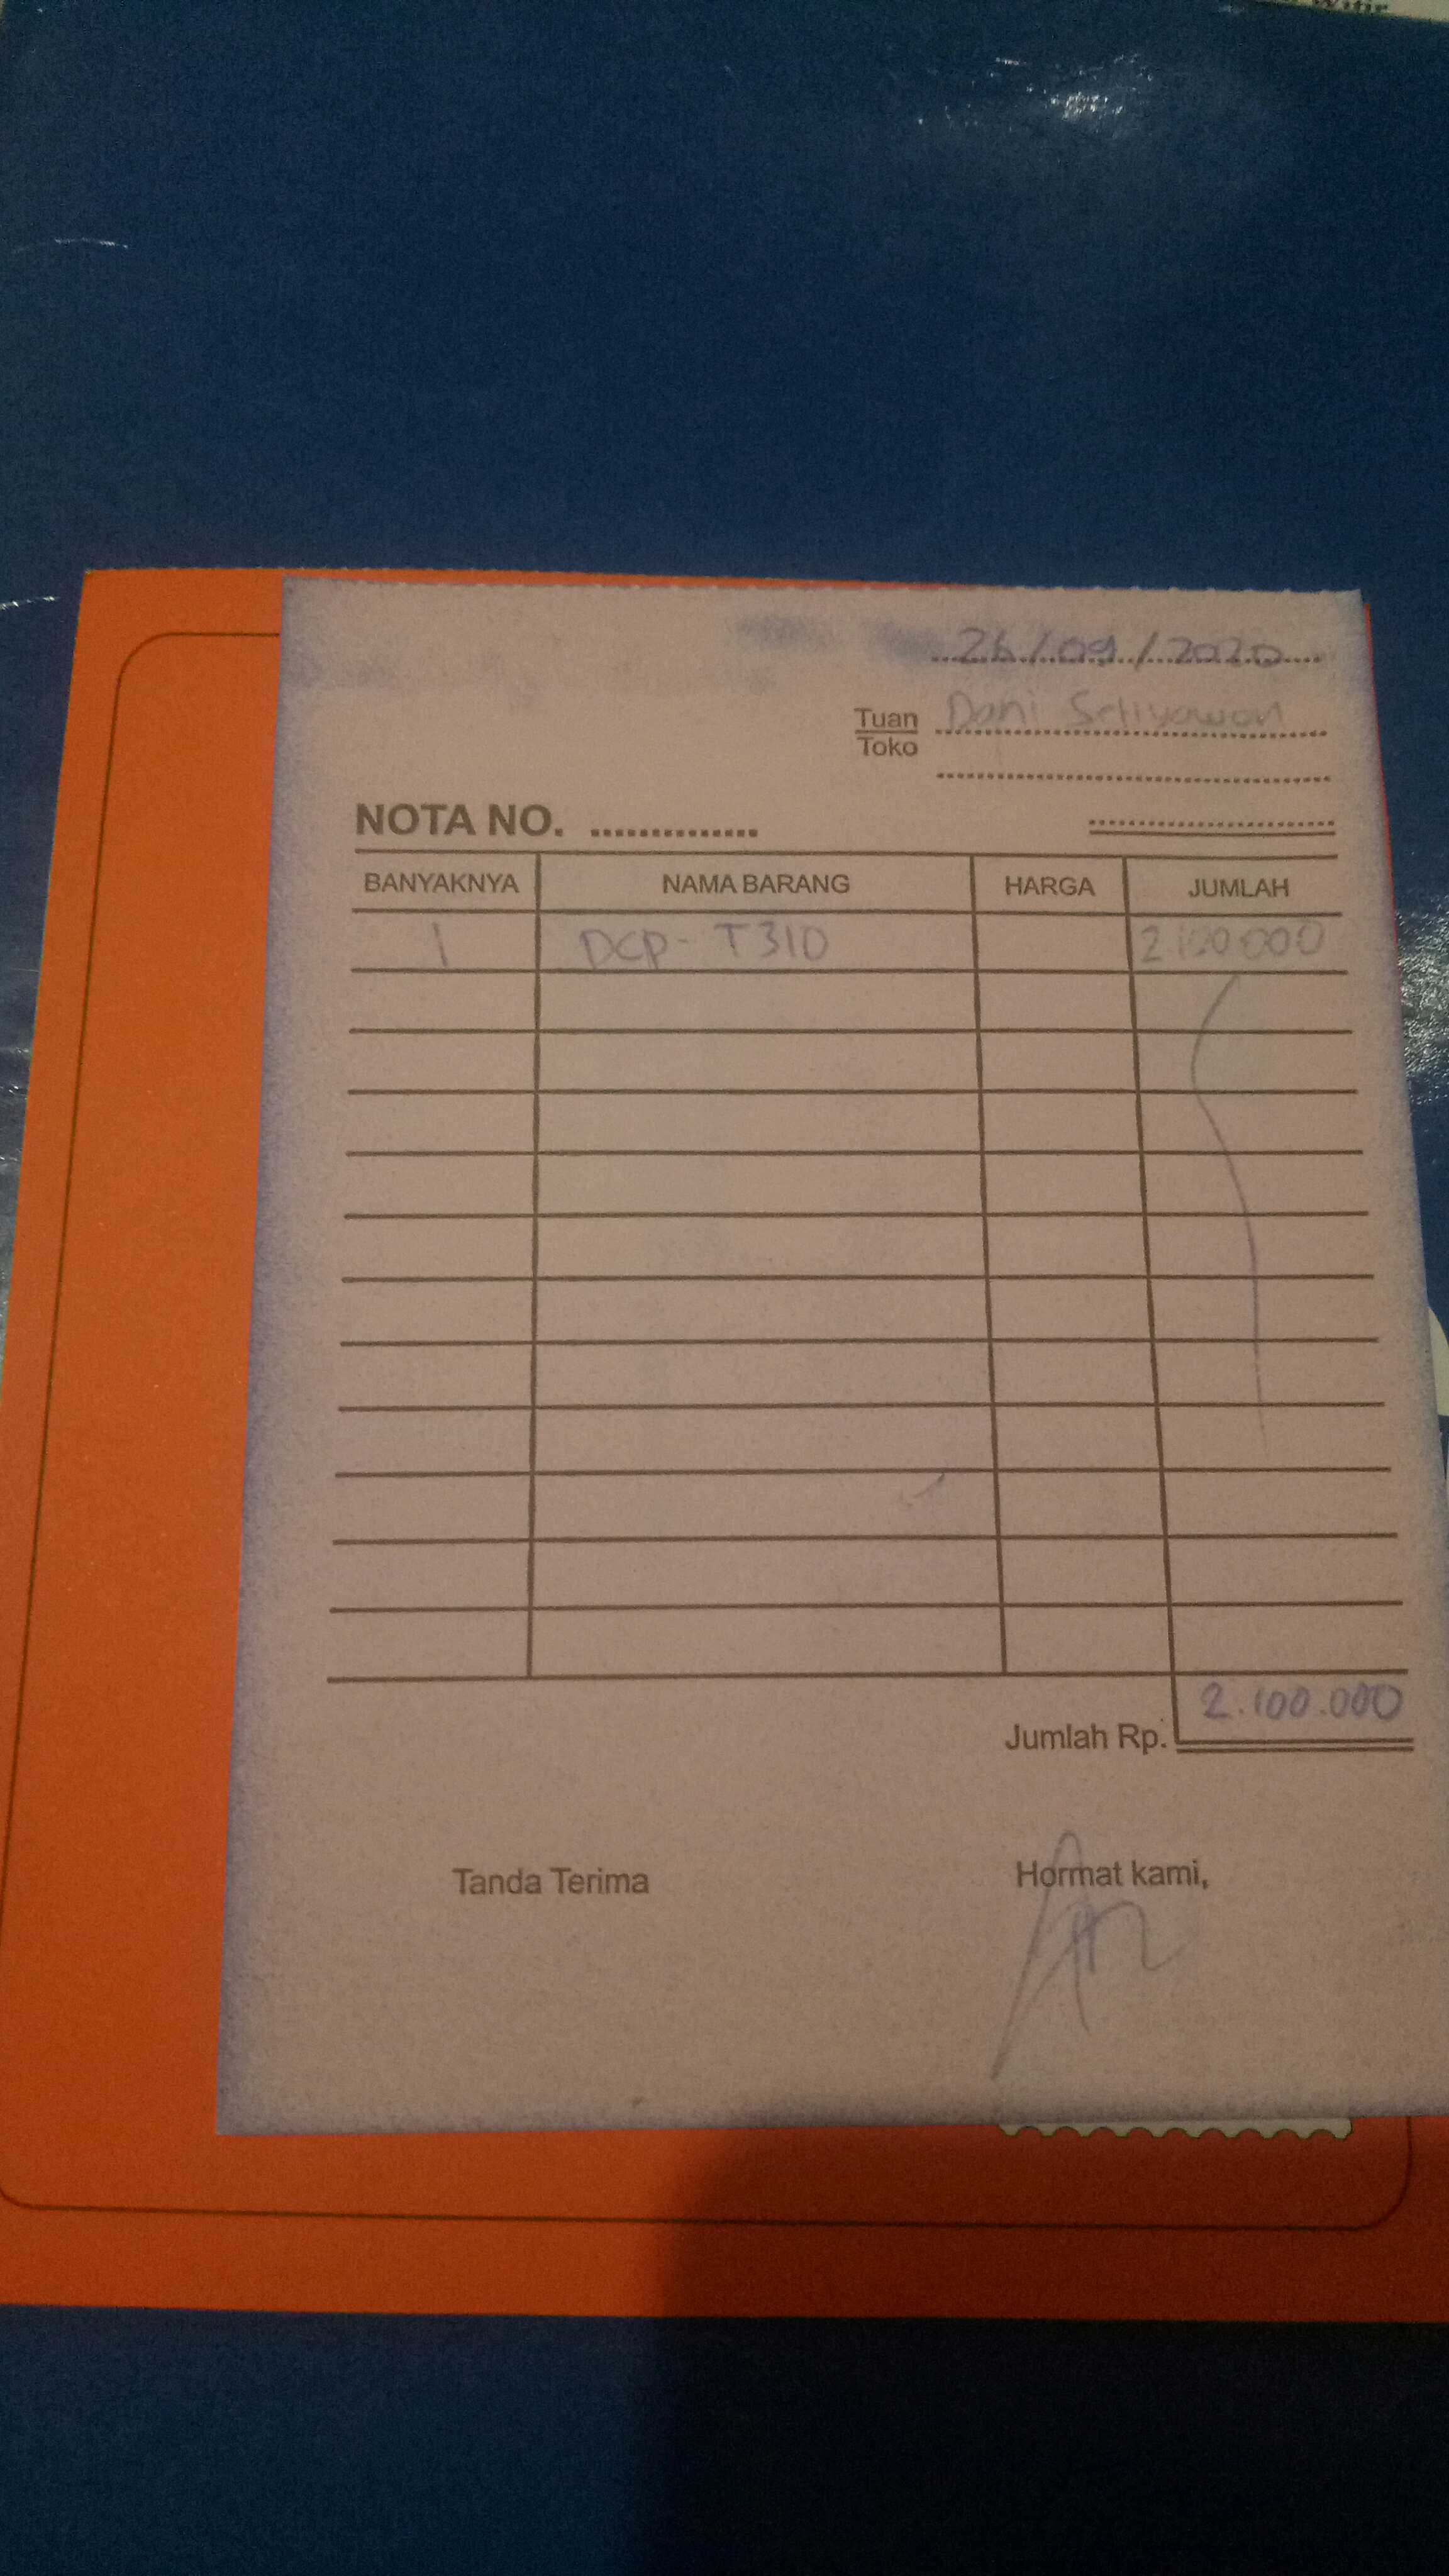 26/09/2020
Tuan Dani Setiyawan
Toko
NOTA NO. ..............
BANYAKNYA NAMA BARANG HARGA JUMLAH
1 DCP- T310 2.100.000
2.100.000
Jumlah Rp.
Tanda Terima Hormat kami,